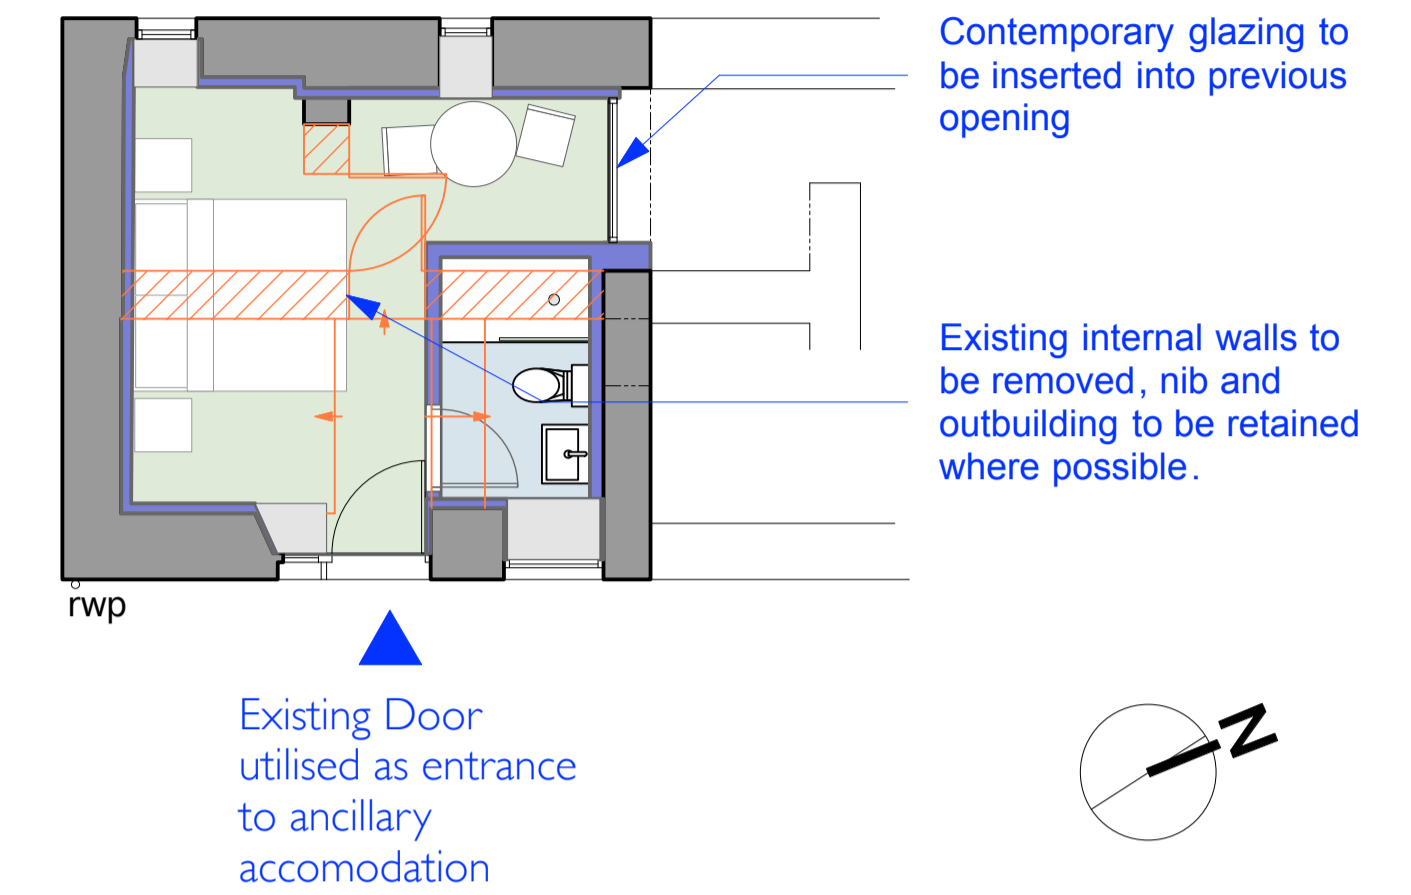 Contemporary glazing to
be inserted into previous
opening
Existing internal walls to
be removed, nib and
outbuilding to be retained
where possible.
rwp
Existing Door
utilised as entrance
to ancillary
accomodation
N